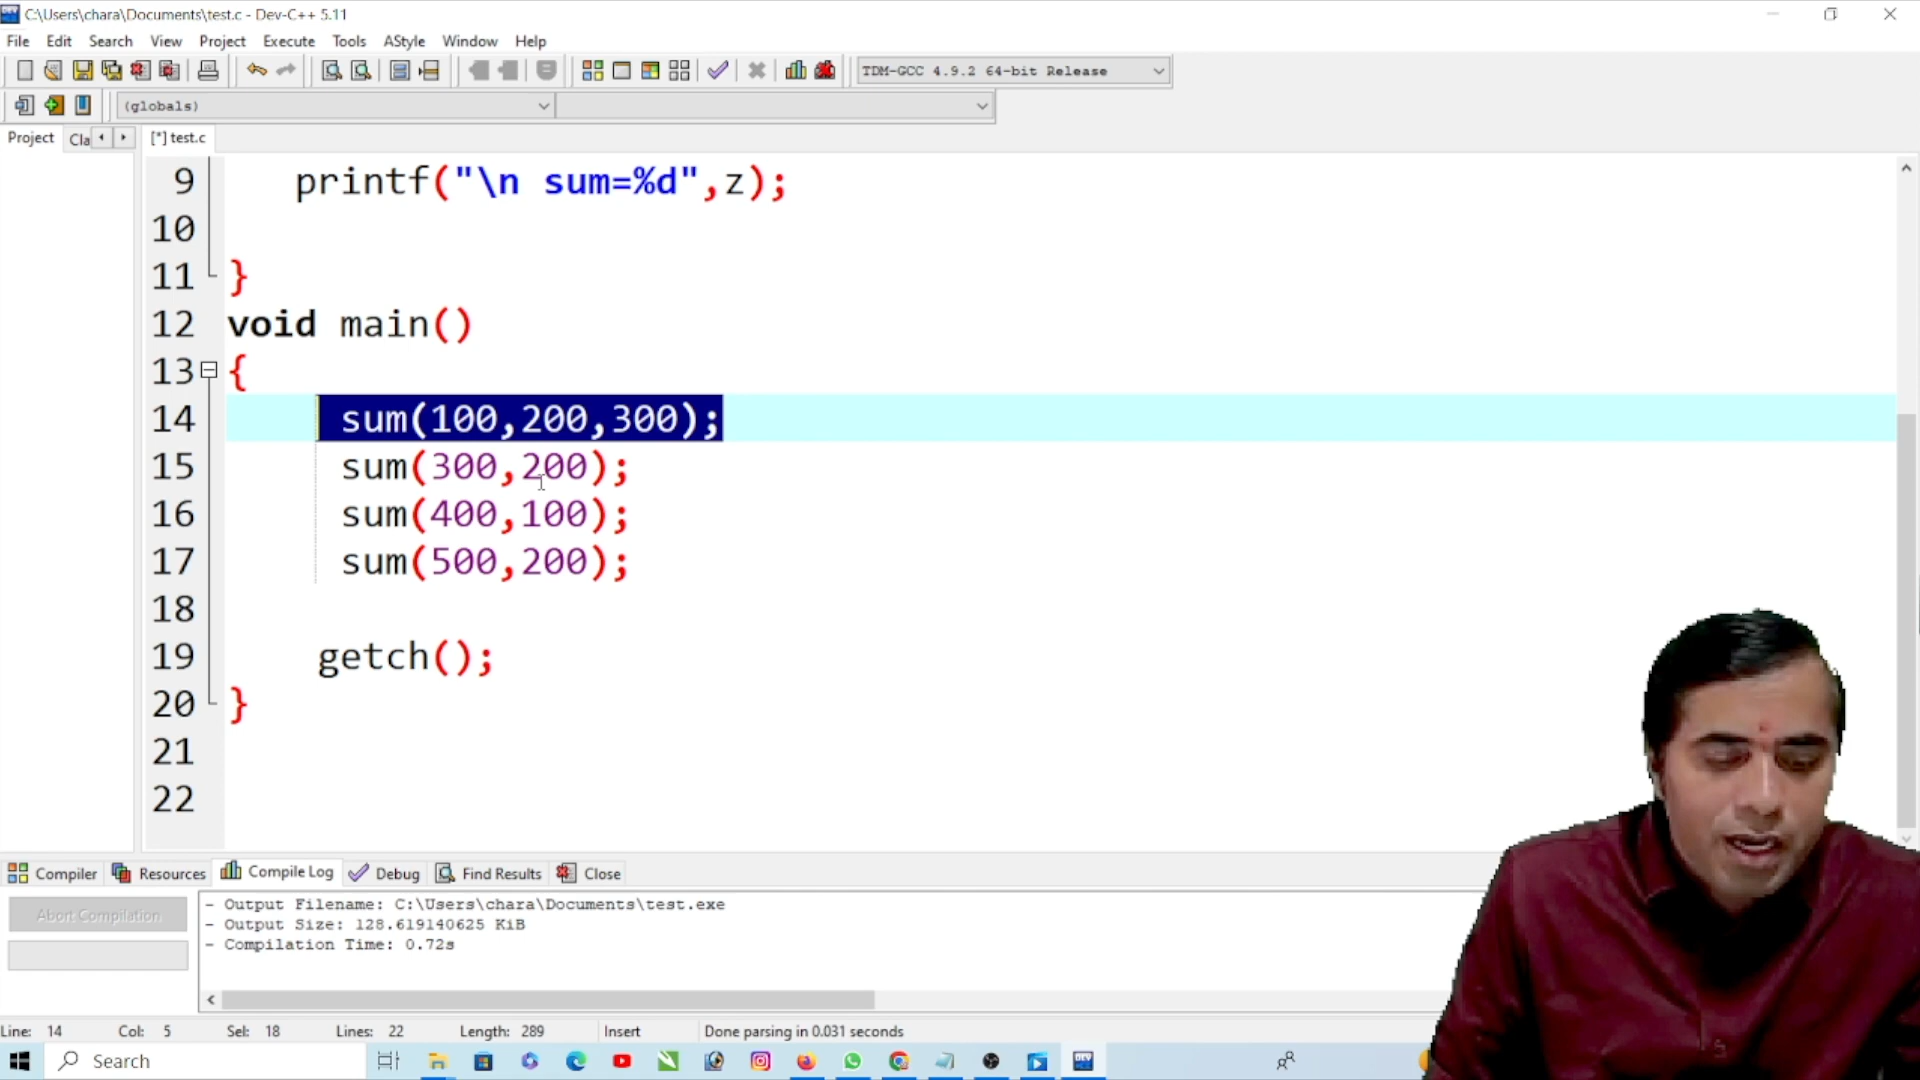 C:\Users\chara\Documents\test.c - Dev-C++ 5.11
File Edit Search View Project Execute Tools AStyle Window Help
TDM-GCC 4.9.2 64-bit Release
(globals)
Project Cla [*] test.c
9 printf("\n sum=%d",z);
10
11 }
12 void main()
13 {
14 sum(100,200,300);
15 sum(300,200);
16 sum(400,100);
17 sum(500,200);
18
19 getch();
20 }
21
22
Compiler Resources Compile Log Debug Find Results Close
Abort Compilation
- Output Filename: C:\Users\chara\Documents\test.exe
- Output Size: 128.619140625 KiB
- Compilation Time: 0.72s
Line: 14 Col: 5 Sel: 18 Lines: 22 Length: 289 Insert Done parsing in 0.031 seconds
Search